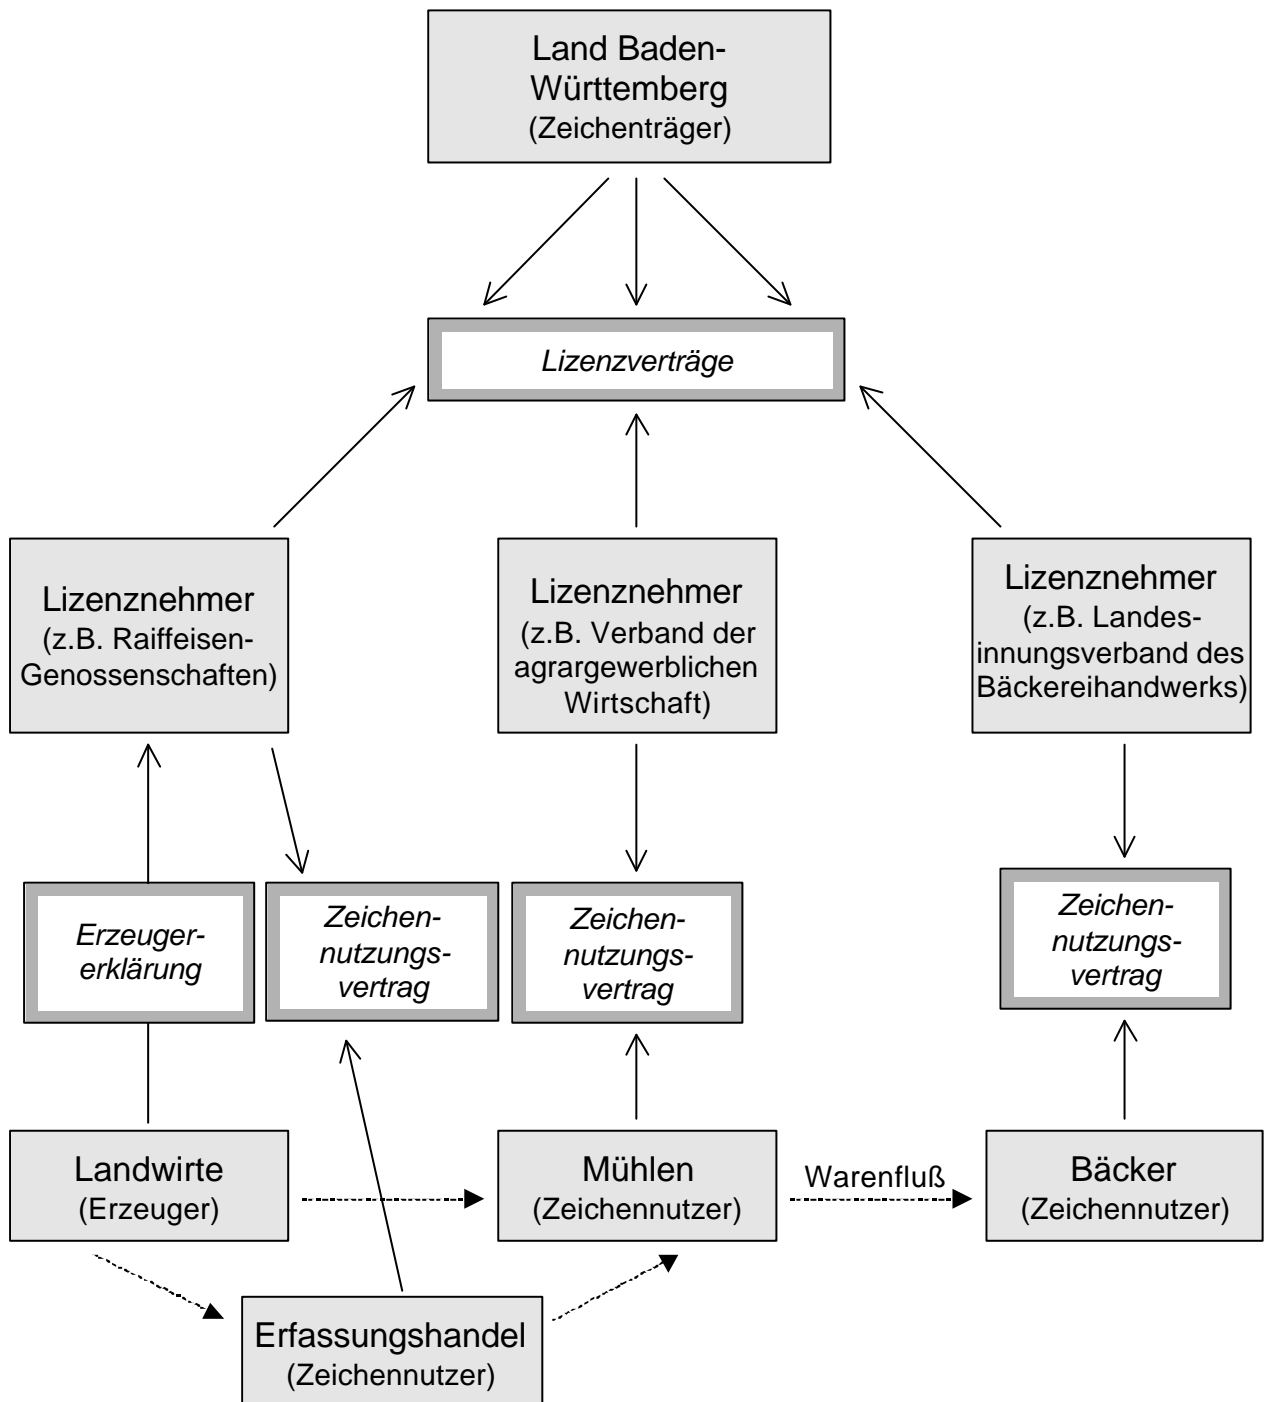 Land Baden-
Württemberg
(Zeichenträger)
Lizenzverträge
Lizenznehmer
(z.B. Raiffeisen-
Genossenschaften)
Lizenznehmer
(z.B. Verband der
agrargewerblichen
Wirtschaft)
Lizenznehmer
(z.B. Landes-
innungsverband des
Bäckereihandwerks)
Erzeuger-
erklärung
Zeichen-
nutzungs-
vertrag
Zeichen-
nutzungs-
vertrag
Zeichen-
nutzungs-
vertrag
Landwirte
(Erzeuger)
Mühlen
(Zeichennutzer)
Warenfluß
Bäcker
(Zeichennutzer)
Erfassungshandel
(Zeichennutzer)